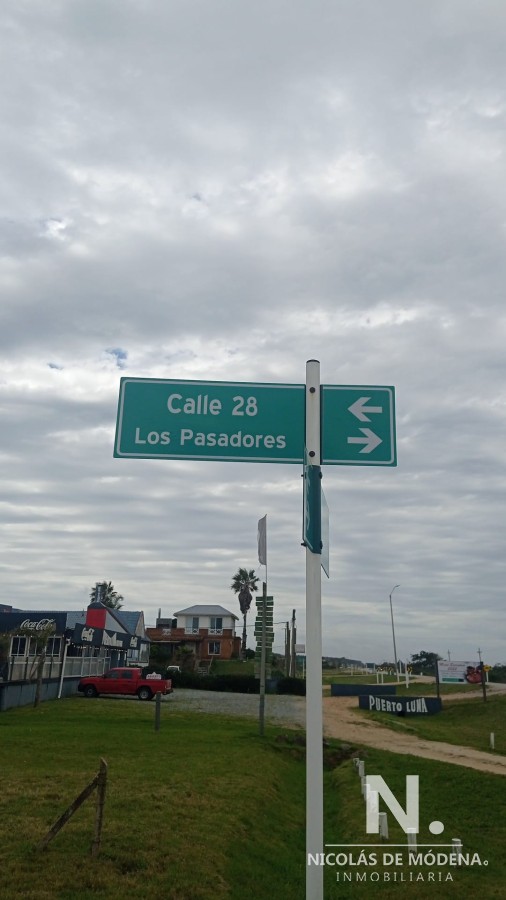 Calle 28
Los Pasadores
Coca-Cola
PUERTO LUNA
N.
NICOLÁS DE MÓDENA
INMOBILIARIA